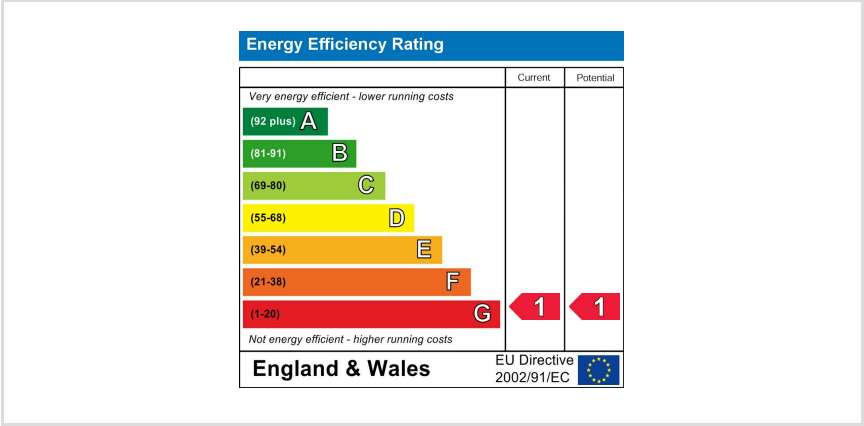 Energy Efficiency Rating
Current Potential
Very energy efficient - lower running costs
(92 plus) A
(81-91) B
(69-80) C
(55-68) D
(39-54) E
(21-38) F
(1-20) G 1 1
Not energy efficient - higher running costs
England & Wales
EU Directive
2002/91/EC